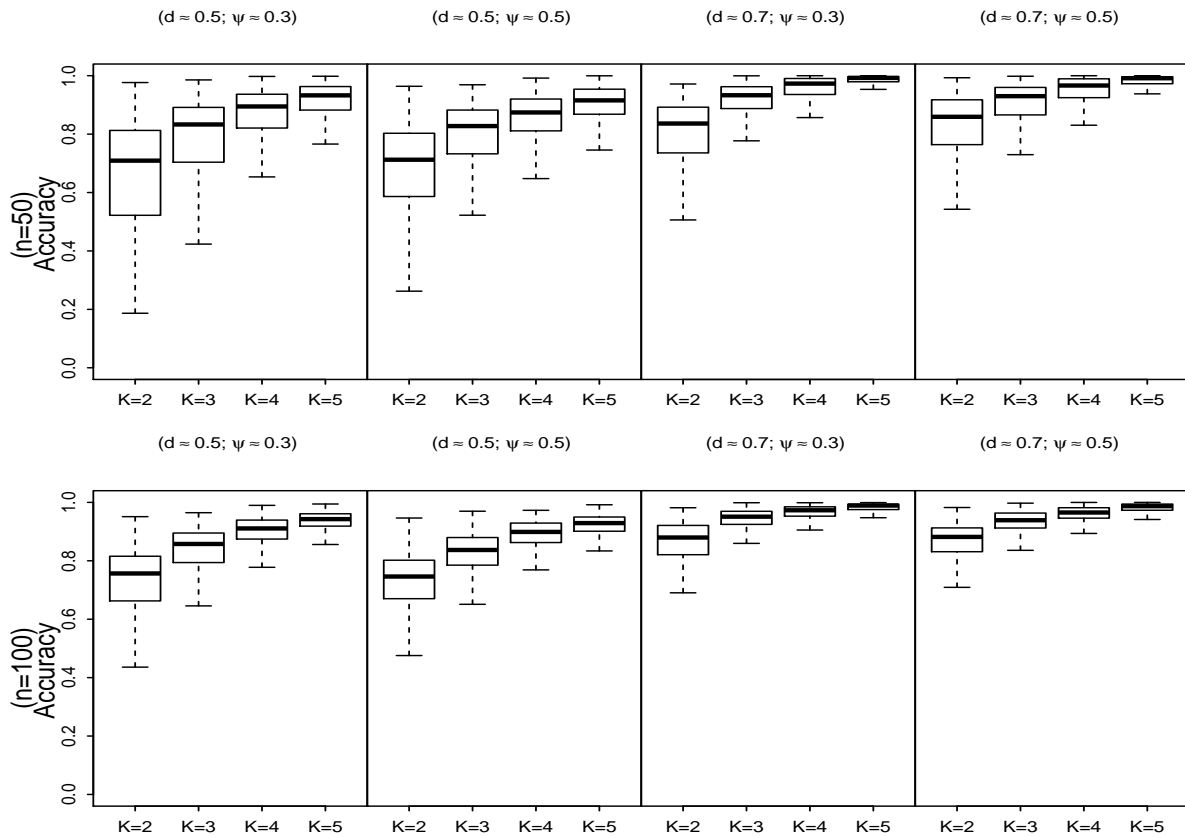 (d ≈ 0.5; ψ ≈ 0.3) (d ≈ 0.5; ψ ≈ 0.5) (d ≈ 0.7; ψ ≈ 0.3) (d ≈ 0.7; ψ ≈ 0.5)
(n=50)
Accuracy
1.0
0.8
0.6
0.4
0.2
0.0
K=2 K=3 K=4 K=5 K=2 K=3 K=4 K=5 K=2 K=3 K=4 K=5 K=2 K=3 K=4 K=5
(d ≈ 0.5; ψ ≈ 0.3) (d ≈ 0.5; ψ ≈ 0.5) (d ≈ 0.7; ψ ≈ 0.3) (d ≈ 0.7; ψ ≈ 0.5)
(n=100)
Accuracy
1.0
0.8
0.6
0.4
0.2
0.0
K=2 K=3 K=4 K=5 K=2 K=3 K=4 K=5 K=2 K=3 K=4 K=5 K=2 K=3 K=4 K=5